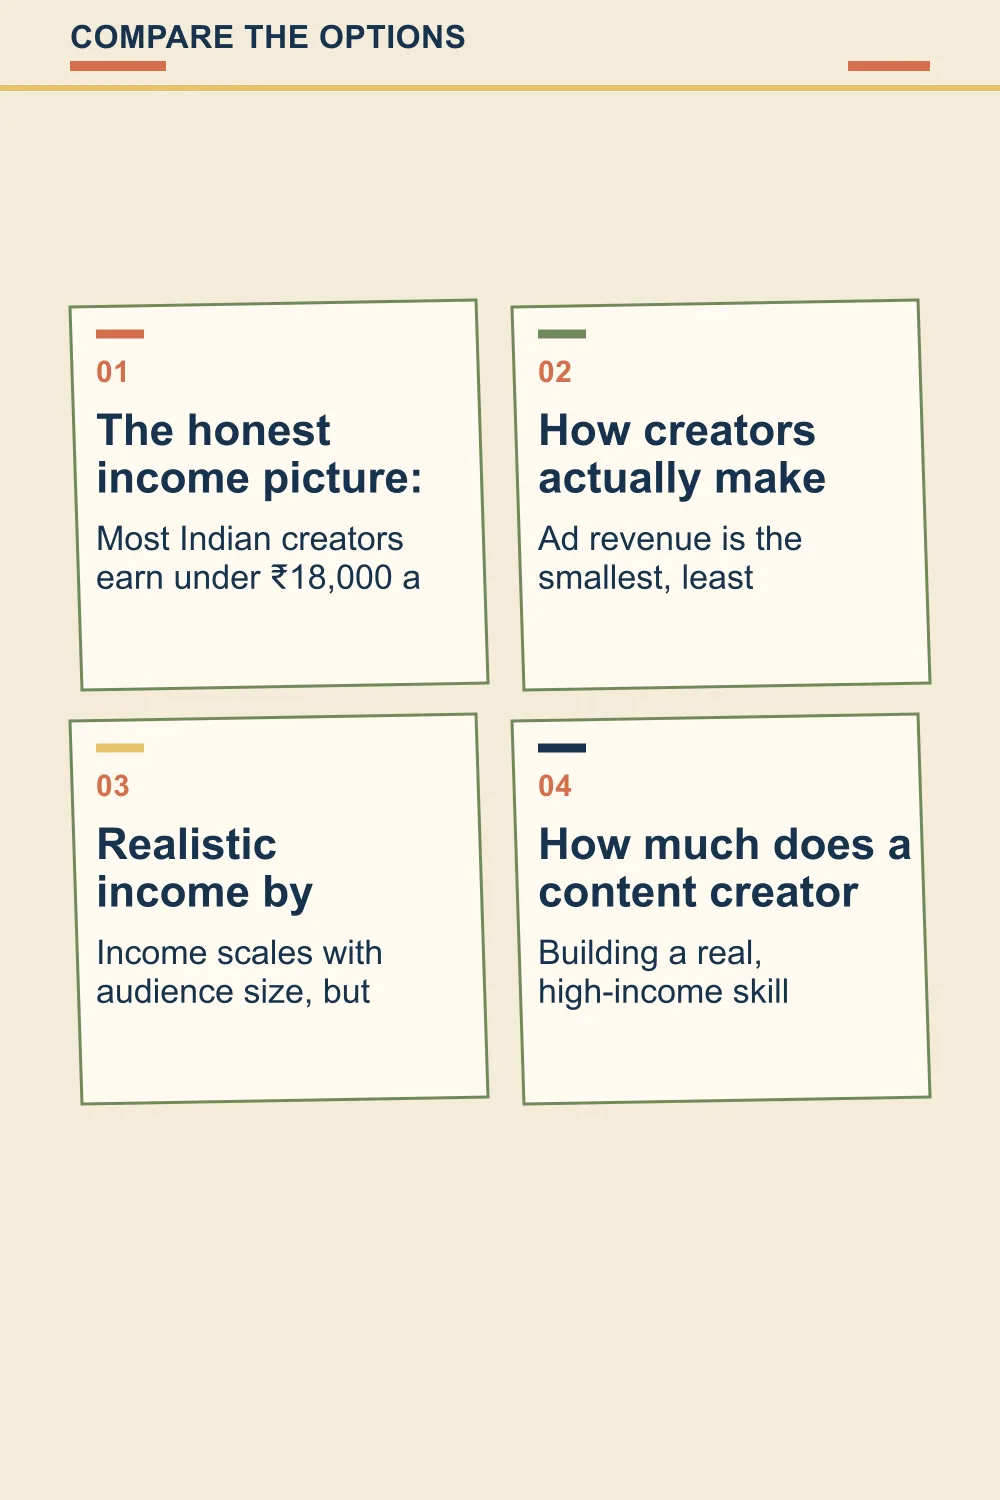 COMPARE THE OPTIONS
01
The honest
income picture:
Most Indian creators
earn under ₹18,000 a
02
How creators
actually make
Ad revenue is the
smallest, least
03
Realistic
income by
Income scales with
audience size, but
04
How much does a
content creator
Building a real,
high-income skill